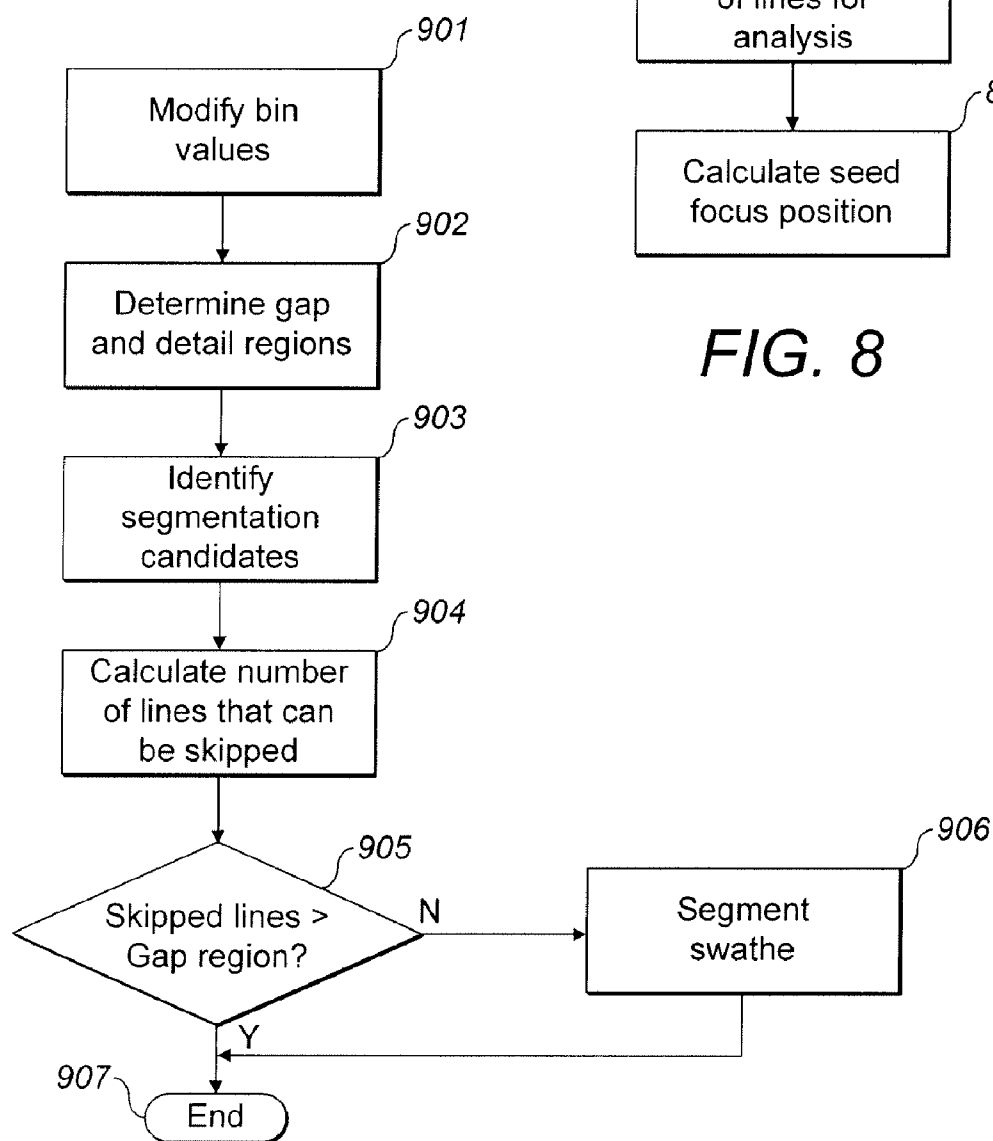 901
Modify bin
values
902
Determine gap
and detail regions
903
Identify
segmentation
candidates
904
Calculate number
of lines that can
be skipped
905
Skipped lines >
Gap region?
N
Y
906
Segment
swathe
907
End
of lines for
analysis
Calculate seed
focus position
FIG. 8